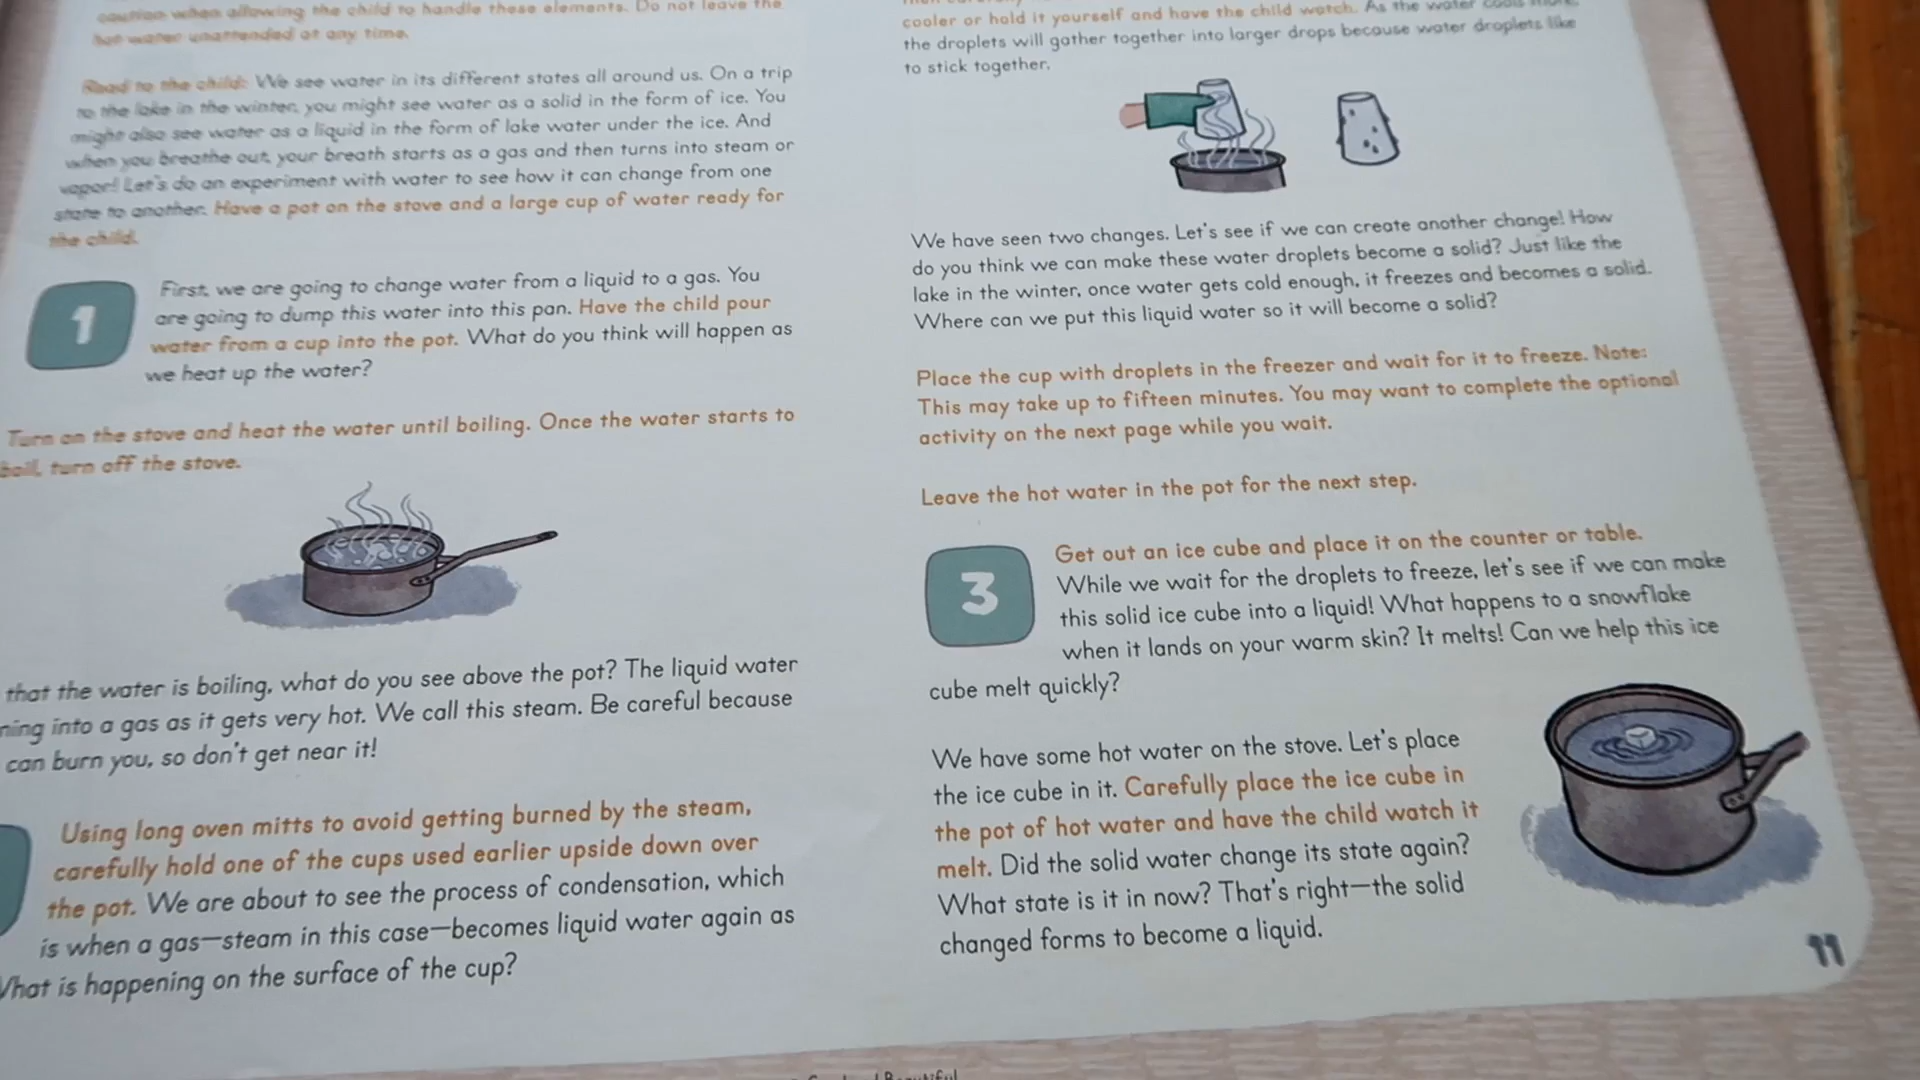 caution when allowing the child to handle these elements. Do not leave the
hot water unattended at any time.
Read to the child: We see water in its different states all around us. On a trip
to the lake in the winter, you might see water as a solid in the form of ice. You
might also see water as a liquid in the form of lake water under the ice. And
when you breathe out, your breath starts as a gas and then turns into steam or
vapor! Let's do an experiment with water to see how it can change from one
state to another. Have a pot on the stove and a large cup of water ready for
the child.
1
First, we are going to change water from a liquid to a gas. You
are going to dump this water into this pan. Have the child pour
water from a cup into the pot. What do you think will happen as
we heat up the water?
Turn on the stove and heat the water until boiling. Once the water starts to
boil, turn off the stove.
that the water is boiling, what do you see above the pot? The liquid water
ning into a gas as it gets very hot. We call this steam. Be careful because
can burn you, so don't get near it!
Using long oven mitts to avoid getting burned by the steam,
carefully hold one of the cups used earlier upside down over
the pot. We are about to see the process of condensation, which
is when a gas—steam in this case—becomes liquid water again as
What is happening on the surface of the cup?
cooler or hold it yourself and have the child watch. As the water cools more,
the droplets will gather together into larger drops because water droplets like
to stick together.
We have seen two changes. Let's see if we can create another change! How
do you think we can make these water droplets become a solid? Just like the
lake in the winter, once water gets cold enough, it freezes and becomes a solid.
Where can we put this liquid water so it will become a solid?
Place the cup with droplets in the freezer and wait for it to freeze. Note:
This may take up to fifteen minutes. You may want to complete the optional
activity on the next page while you wait.
Leave the hot water in the pot for the next step.
3
Get out an ice cube and place it on the counter or table.
While we wait for the droplets to freeze, let's see if we can make
this solid ice cube into a liquid! What happens to a snowflake
when it lands on your warm skin? It melts! Can we help this ice
cube melt quickly?
We have some hot water on the stove. Let's place
the ice cube in it. Carefully place the ice cube in
the pot of hot water and have the child watch it
melt. Did the solid water change its state again?
What state is it in now? That's right—the solid
changed forms to become a liquid.
11